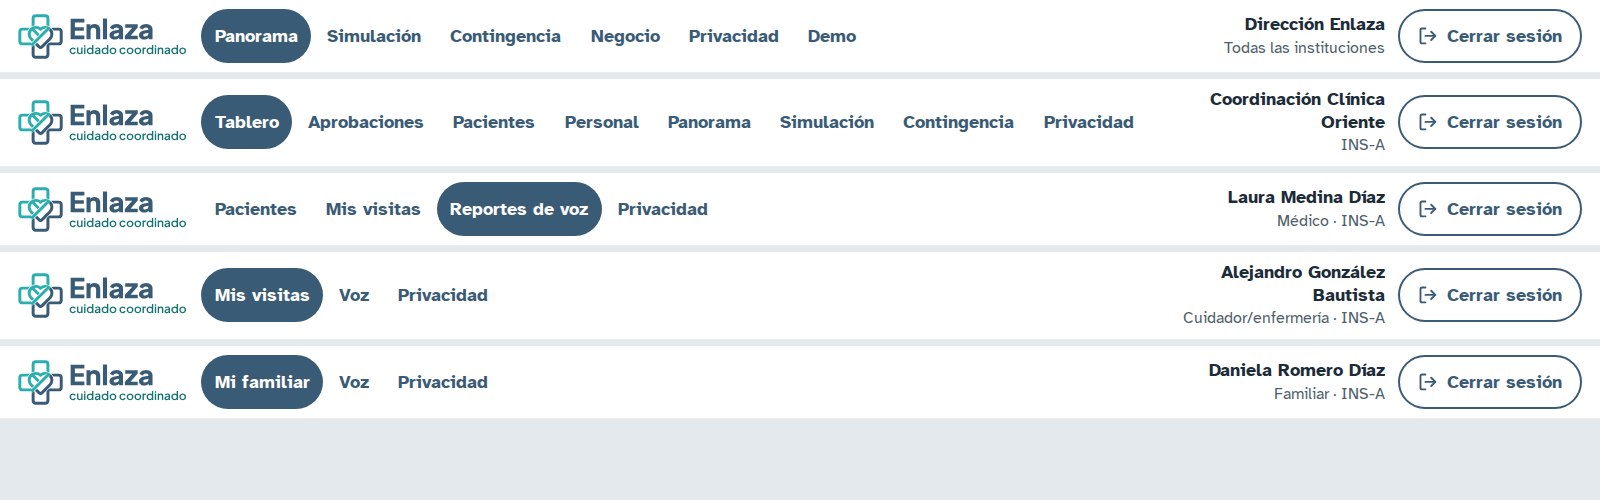 Enlaza
cuidado coordinado
Panorama Simulación Contingencia Negocio Privacidad Demo
Dirección Enlaza
Todas las instituciones
Cerrar sesión
Enlaza
cuidado coordinado
Tablero Aprobaciones Pacientes Personal Panorama Simulación Contingencia Privacidad
Coordinación Clínica
Oriente
INS-A
Cerrar sesión
Enlaza
cuidado coordinado
Pacientes Mis visitas Reportes de voz Privacidad
Laura Medina Díaz
Médico · INS-A
Cerrar sesión
Enlaza
cuidado coordinado
Mis visitas Voz Privacidad
Alejandro González
Bautista
Cuidador/enfermería · INS-A
Cerrar sesión
Enlaza
cuidado coordinado
Mi familiar Voz Privacidad
Daniela Romero Díaz
Familiar · INS-A
Cerrar sesión